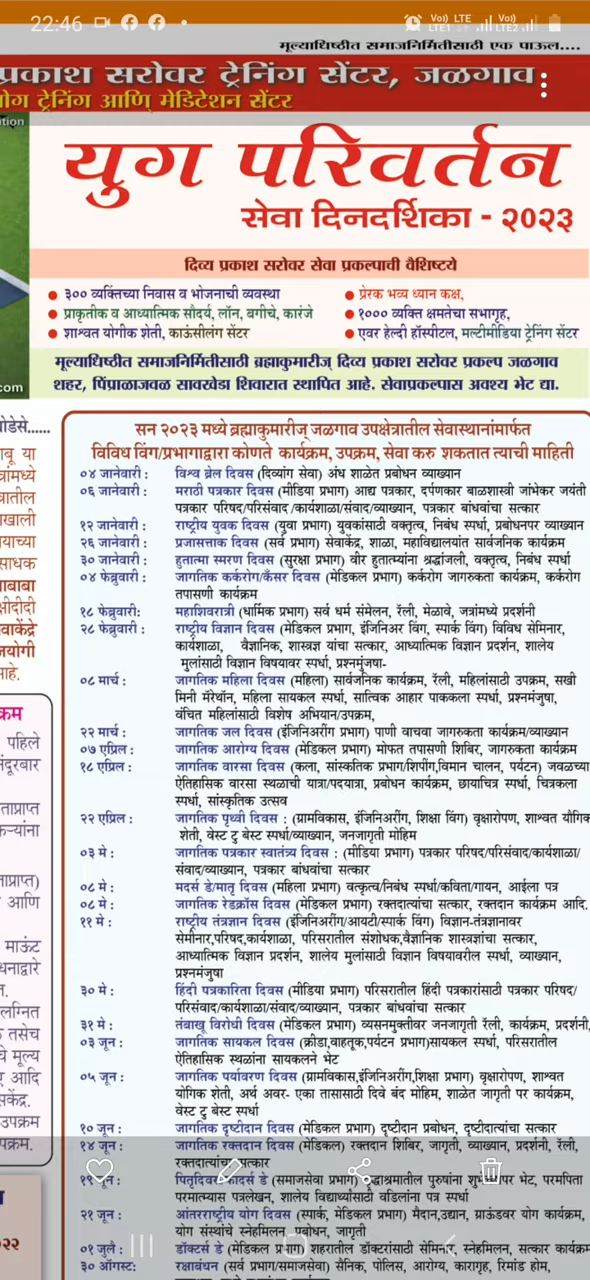 22:46
Vo)) LTE
LTE1
Vo))
LTE2
मूल्याधिष्ठीत समाजनिर्मितीसाठी एक पाऊल....
प्रकाश सरोवर ट्रेनिंग सेंटर, जळगाव
योग ट्रेनिंग आणि मेडिटेशन सेंटर
युग परिवर्तन
सेवा दिनदर्शिका - २०२३
दिव्य प्रकाश सरोवर सेवा प्रकल्पाची वैशिष्टये
● ३०० व्यक्तिच्या निवास व भोजनाची व्यवस्था
● प्राकृतीक व आध्यात्मिक सौदर्य, लॉन, बगीचे, कारंजे
● शाश्वत योगीक शेती, काऊंसीलंग सेंटर
● प्रेरक भव्य ध्यान कक्ष,
● १००० व्यक्ति क्षमतेचा सभागृह,
● एवर हेल्दी हॉस्पीटल, मल्टीमीडिया ट्रेनिंग सेंटर
मूल्याधिष्ठीत समाजनिर्मितीसाठी ब्रह्माकुमारीज् दिव्य प्रकाश सरोवर प्रकल्प जळगाव
शहर, पिंप्राळाजवळ सावखेडा शिवारात स्थापित आहे. सेवाप्रकल्पास अवश्य भेट द्या.
सन २०२३ मध्ये ब्रह्माकुमारीज् जळगाव उपक्षेत्रातील सेवास्थानांमार्फत
विविध विंग/प्रभागाद्वारा कोणते कार्यक्रम, उपक्रम, सेवा करु शकतात त्याची माहिती
०४ जानेवारी : विश्व ब्रेल दिवस (दिव्यांग सेवा) अंध शाळेत प्रबोधन व्याख्यान
०६ जानेवारी : मराठी पत्रकार दिवस (मीडिया प्रभाग) आद्य पत्रकार, दर्पणकार बाळशास्त्री जांभेकर जयंती
पत्रकार परिषद/परिसंवाद /कार्यशाळा/संवाद/व्याख्यान, पत्रकार बांधवांचा सत्कार
१२ जानेवारी : राष्ट्रीय युवक दिवस (युवा प्रभाग) युवकांसाठी वक्तृत्व, निबंध स्पर्धा, प्रबोधनपर व्याख्यान
२६ जानेवारी : प्रजासत्ताक दिवस (सर्व प्रभाग) सेवाकेंद्र, शाळा, महाविद्यालयांत सार्वजनिक कार्यक्रम
३० जानेवारी : हुतात्मा स्मरण दिवस (सुरक्षा प्रभाग) वीर हुतात्म्यांना श्रद्धांजली, वक्तृत्व, निबंध स्पर्धा
०४ फेब्रुवारी : जागतिक कर्करोग/कॅंसर दिवस (मेडिकल प्रभाग) कर्करोग जागरुकता कार्यक्रम, कर्करोग
तपासणी कार्यक्रम
१८ फेब्रुवारी: महाशिवरात्री (धार्मिक प्रभाग) सर्व धर्म संमेलन, रॅली, मेळावे, जत्रांमध्ये प्रदर्शनी
२८ फेब्रुवारी : राष्ट्रीय विज्ञान दिवस (मेडिकल प्रभाग, इंजिनिअर विंग, स्पार्क विंग) विविध सेमिनार,
कार्यशाळा, वैज्ञानिक, शास्त्रज्ञ यांचा सत्कार, आध्यात्मिक विज्ञान प्रदर्शन, शालेय
मुलांसाठी विज्ञान विषयावर स्पर्धा, प्रश्नमुंजषा-
०८ मार्च : जागतिक महिला दिवस (महिला) सार्वजनिक कार्यक्रम, रॅली, महिलांसाठी उपक्रम, सखी
मिनी मॅरेथॉन, महिला सायकल स्पर्धा, सात्विक आहार पाककला स्पर्धा, प्रश्नमंजुषा,
वंचित महिलांसाठी विशेष अभियान/उपक्रम,
२२ मार्च : जागतिक जल दिवस (इंजिनिअरिंग प्रभाग) पाणी वाचवा जागरुकता कार्यक्रम/व्याख्यान
०७ एप्रिल : जागतिक आरोग्य दिवस (मेडिकल प्रभाग) मोफत तपासणी शिबिर, जागरुकता कार्यक्रम
१८ एप्रिल : जागतिक वारसा दिवस (कला, सांस्कृतिक प्रभाग/शिपींग,विमान चालन, पर्यटन) जवळच्या
ऐतिहासिक वारसा स्थळाची यात्रा/पदयात्रा, प्रबोधन कार्यक्रम, छायाचित्र स्पर्धा, चित्रकला
स्पर्धा, सांस्कृतिक उत्सव
२२ एप्रिल : जागतिक पृथ्वी दिवस : (ग्रामविकास, इंजिनिअरींग, शिक्षा विंग) वृक्षारोपण, शाश्वत यौगिक
शेती, वेस्ट टु बेस्ट स्पर्धा/व्याख्यान, जनजागृती मोहिम
०३ मे : जागतिक पत्रकार स्वातंत्र्य दिवस : (मीडिया प्रभाग) पत्रकार परिषद/परिसंवाद/कार्यशाळा/
संवाद/व्याख्यान, पत्रकार बांधवांचा सत्कार
०८ मे : मदर्स डे/मातृ दिवस (महिला प्रभाग) वत्कृत्व/निबंध स्पर्धा/कविता/गायन, आईला पत्र
०८ मे : जागतिक रेडक्रॉस दिवस (मेडिकल प्रभाग) रक्तदात्यांचा सत्कार, रक्तदान कार्यक्रम आदि.
११ मे : राष्ट्रीय तंत्रज्ञान दिवस (इंजिनिअरींग/आयटी/स्पार्क विंग) विज्ञान-तंत्रज्ञानावर
सेमीनार,परिषद,कार्यशाळा, परिसरातील संशोधक,वैज्ञानिक शास्त्रज्ञांचा सत्कार,
आध्यात्मिक विज्ञान प्रदर्शन, शालेय मुलांसाठी विज्ञान विषयावरील स्पर्धा, व्याख्यान,
प्रश्नमंजुषा
३० मे : हिंदी पत्रकारिता दिवस (मीडिया प्रभाग) परिसरातील हिंदी पत्रकारांसाठी पत्रकार परिषद/
परिसंवाद/कार्यशाळा/संवाद/व्याख्यान, पत्रकार बांधवांचा सत्कार
३१ मे : तंबाखू विरोधी दिवस (मेडिकल प्रभाग) व्यसनमुक्तीवर जनजागृती रॅली, कार्यक्रम, प्रदर्शनी,
०३ जून : जागतिक सायकल दिवस (क्रीडा,वाहतूक,पर्यटन प्रभाग)सायकल स्पर्धा, परिसरातील
ऐतिहासिक स्थळांना सायकलने भेट
०५ जून : जागतिक पर्यावरण दिवस (ग्रामविकास,इंजिनिअरींग,शिक्षा प्रभाग) वृक्षारोपण, शाश्वत
योगिक शेती, अर्थ अवर- एका तासासाठी दिवे बंद मोहिम, शाळेत जागृती पर कार्यक्रम,
वेस्ट टु बेस्ट स्पर्धा
१० जून : जागतिक दृष्टीदान दिवस (मेडिकल प्रभाग) दृष्टीदान प्रबोधन, दृष्टीदात्यांचा सत्कार
१४ जून : जागतिक रक्तदान दिवस (मेडिकल) रक्तदान शिबिर, जागृती, व्याख्यान, प्रदर्शनी, रॅली,
रक्तदात्यांचा सत्कार
१९ जून : पितृदिवस/फादर्स डे (समाजसेवा प्रभाग) वृद्धाश्रमातील पुरुषांना भेट, परमपिता
परमात्म्यास पत्रलेखन, शालेय विद्यार्थ्यांसाठी वडिलांना पत्र स्पर्धा
२१ जून : आंतरराष्ट्रीय योग दिवस (स्पार्क, मेडिकल प्रभाग) मैदान,उद्यान, ग्राऊंडवर योग कार्यक्रम,
योग संस्थांचे स्नेहमिलन, प्रबोधन, जागृती
०१ जुलै : डॉक्टर्स डे (मेडिकल प्रभाग) शहरातील डॉक्टरांसाठी सेमिनार, स्नेहमिलन, सत्कार कार्यक्रम
३० ऑगस्ट: रक्षाबंधन (सर्व प्रभाग/समाजसेवा) सैनिक, पोलिस, आरोग्य, कारागृह, रिमांड होम,